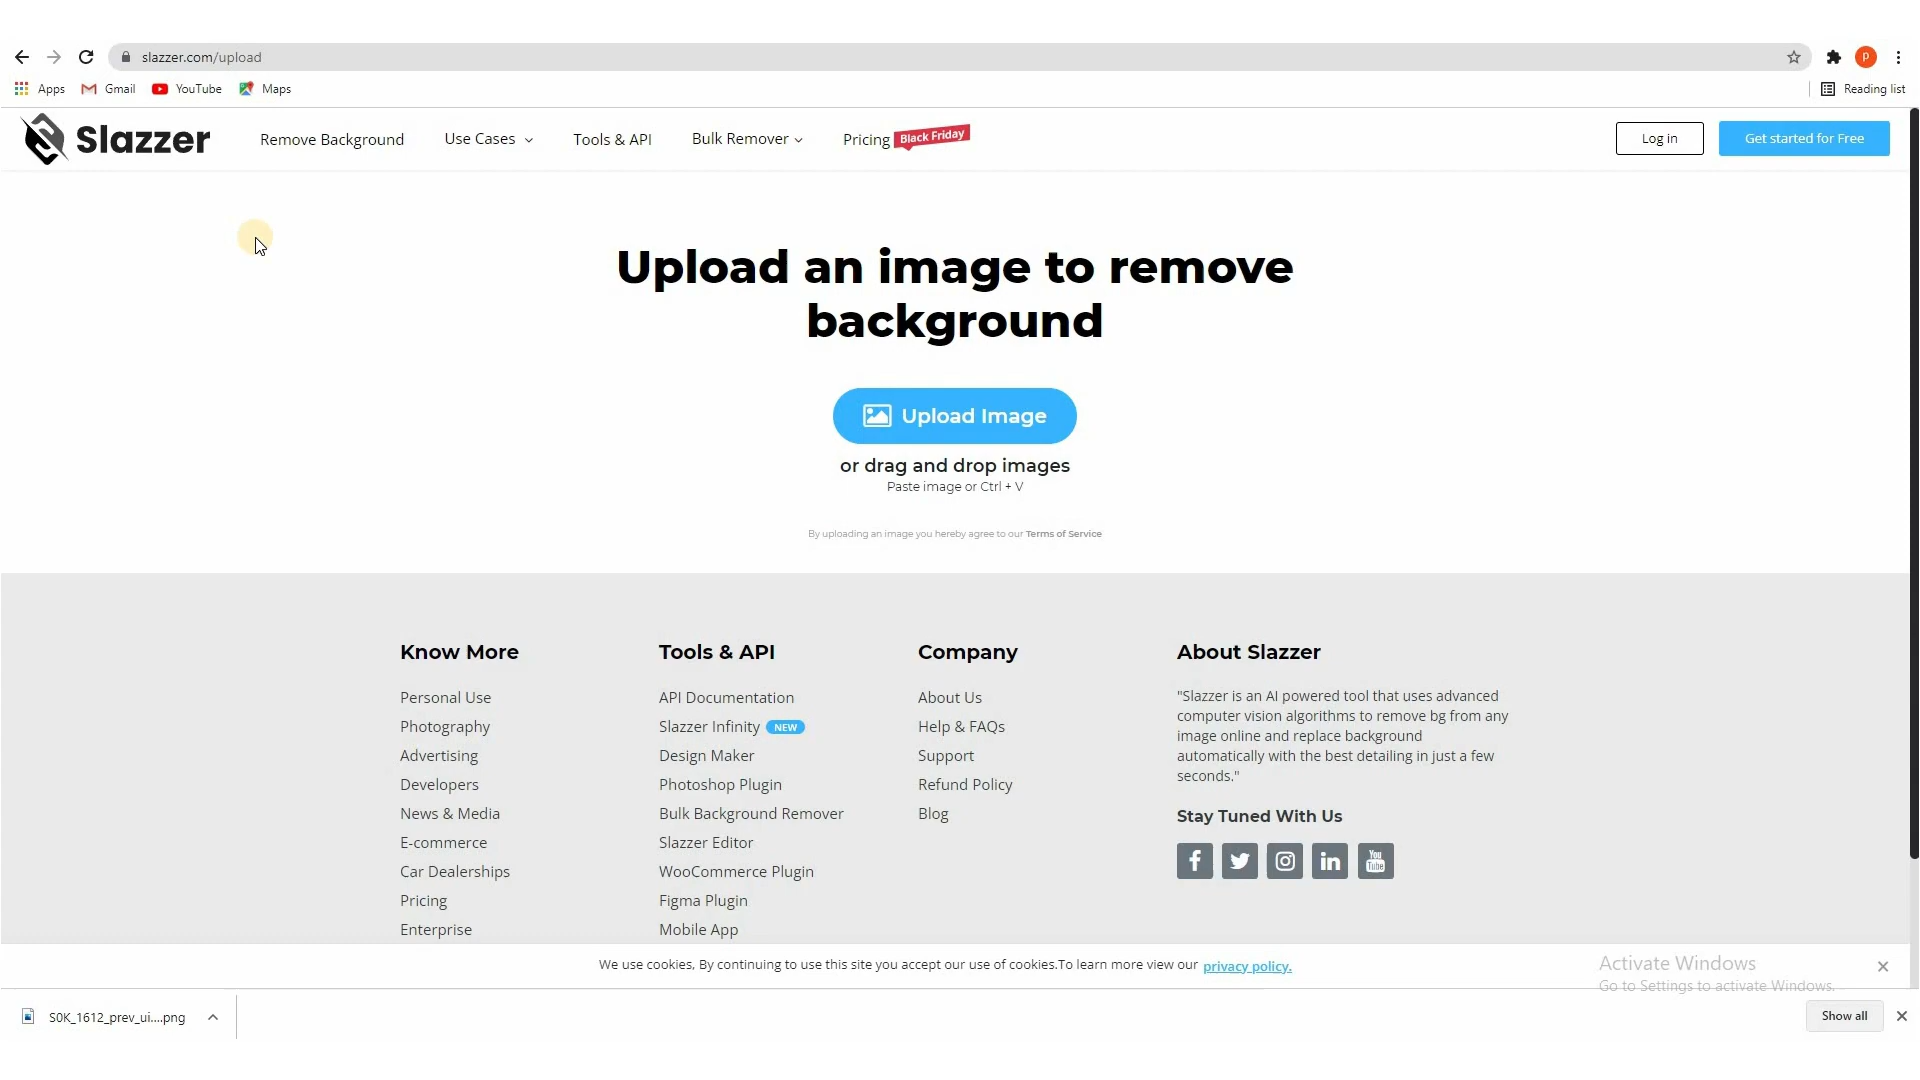 slazzer.com/upload
P
Apps Gmail YouTube Maps Reading list
Slazzer Remove Background Use Cases Tools & API Bulk Remover Pricing Black Friday Log in Get started for Free
Upload an image to remove
background
Upload Image
or drag and drop images
Paste image or Ctrl + V
By uploading an image you hereby agree to our Terms of Service
Know More
Personal Use
Photography
Advertising
Developers
News & Media
E-commerce
Car Dealerships
Pricing
Enterprise
Tools & API
API Documentation
Slazzer Infinity NEW
Design Maker
Photoshop Plugin
Bulk Background Remover
Slazzer Editor
WooCommerce Plugin
Figma Plugin
Mobile App
Company
About Us
Help & FAQs
Support
Refund Policy
Blog
About Slazzer
"Slazzer is an AI powered tool that uses advanced
computer vision algorithms to remove bg from any
image online and replace background
automatically with the best detailing in just a few
seconds."
Stay Tuned With Us
You
Tube
We use cookies, By continuing to use this site you accept our use of cookies.To learn more view our privacy policy.
Activate Windows
Go to Settings to activate Windows.
S0K_1612_prev_ui....png
Show all